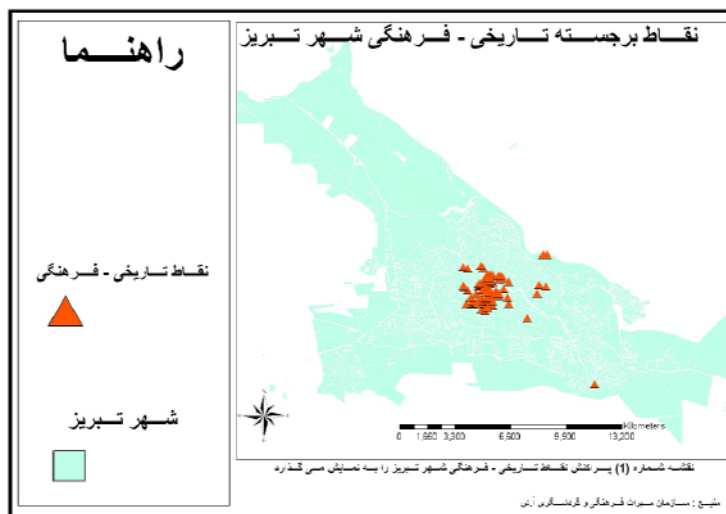 راهنما
نقاط تاریخی - فرهنگی
شهر تبریز
نقاط برجسته تاریخی - فرهنگی شهر تبریز
Kilometers
0 1,650 3,300 6,600 9,900 13,200
نقشه شماره (1) پراکنش نقاط تاریخی - فرهنگی شهر تبریز را به نمایش می گذارد
منبع : سازمان میراث فرهنگی و گردشگری آ.ش